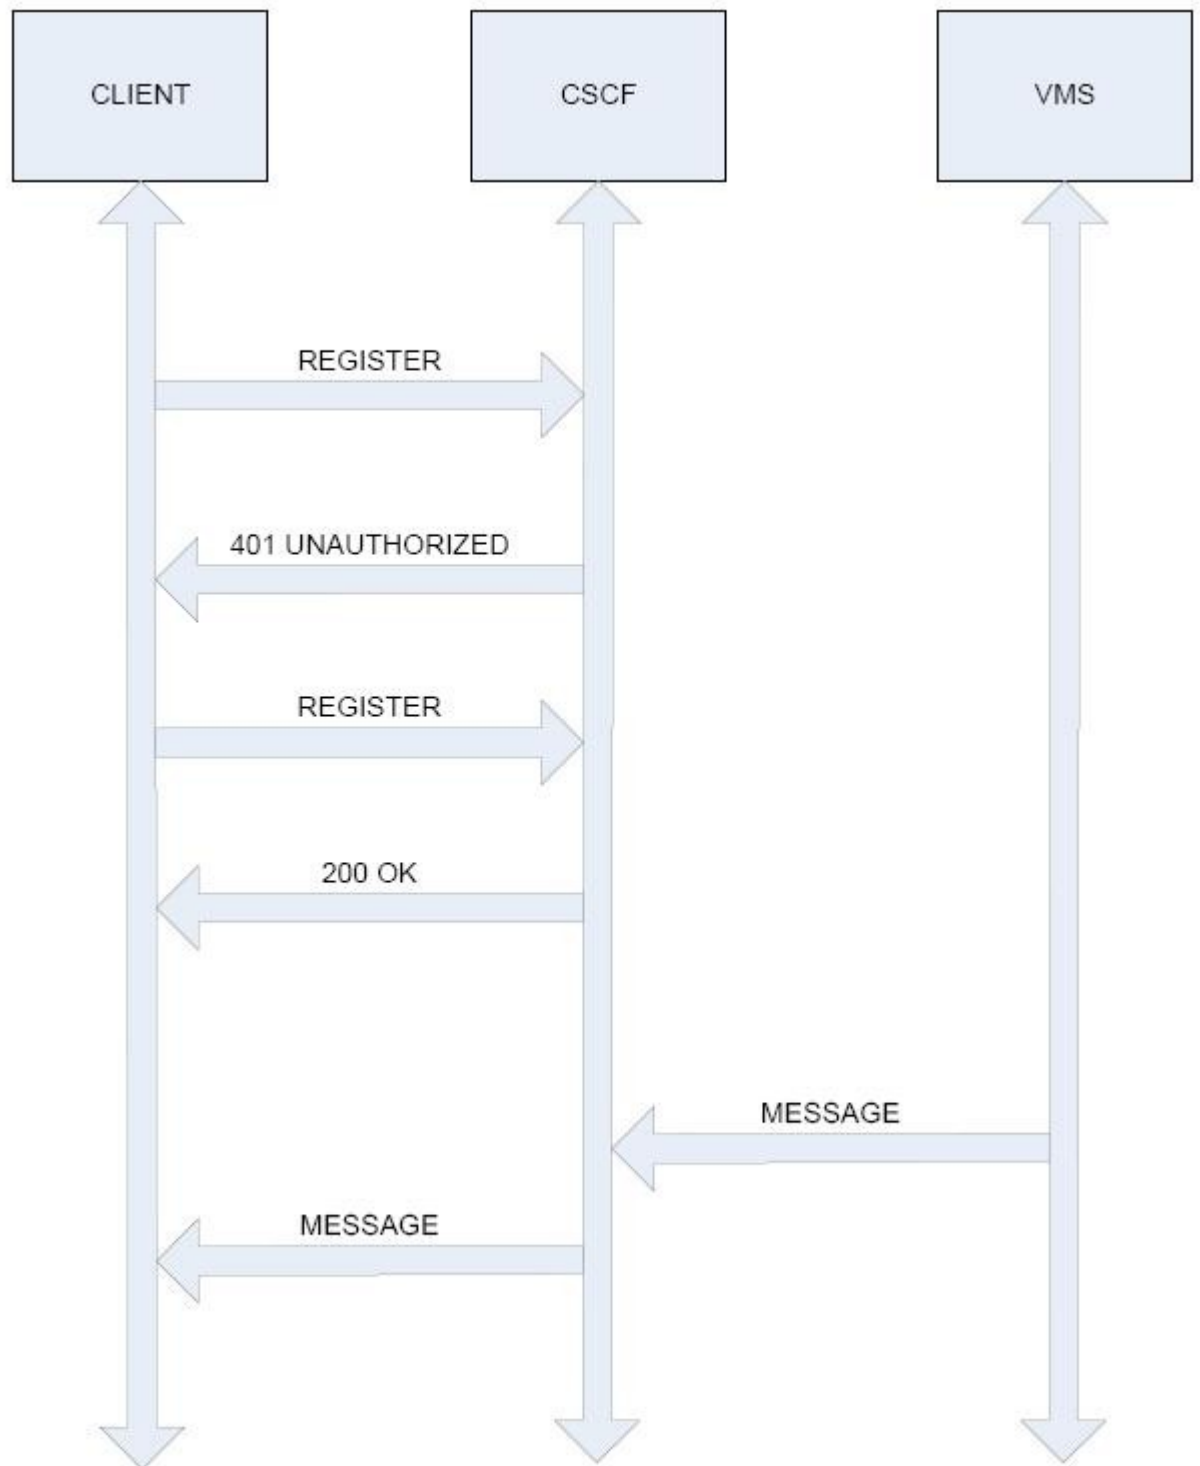 CLIENT
CSCF
VMS
REGISTER
401 UNAUTHORIZED
REGISTER
200 OK
MESSAGE
MESSAGE